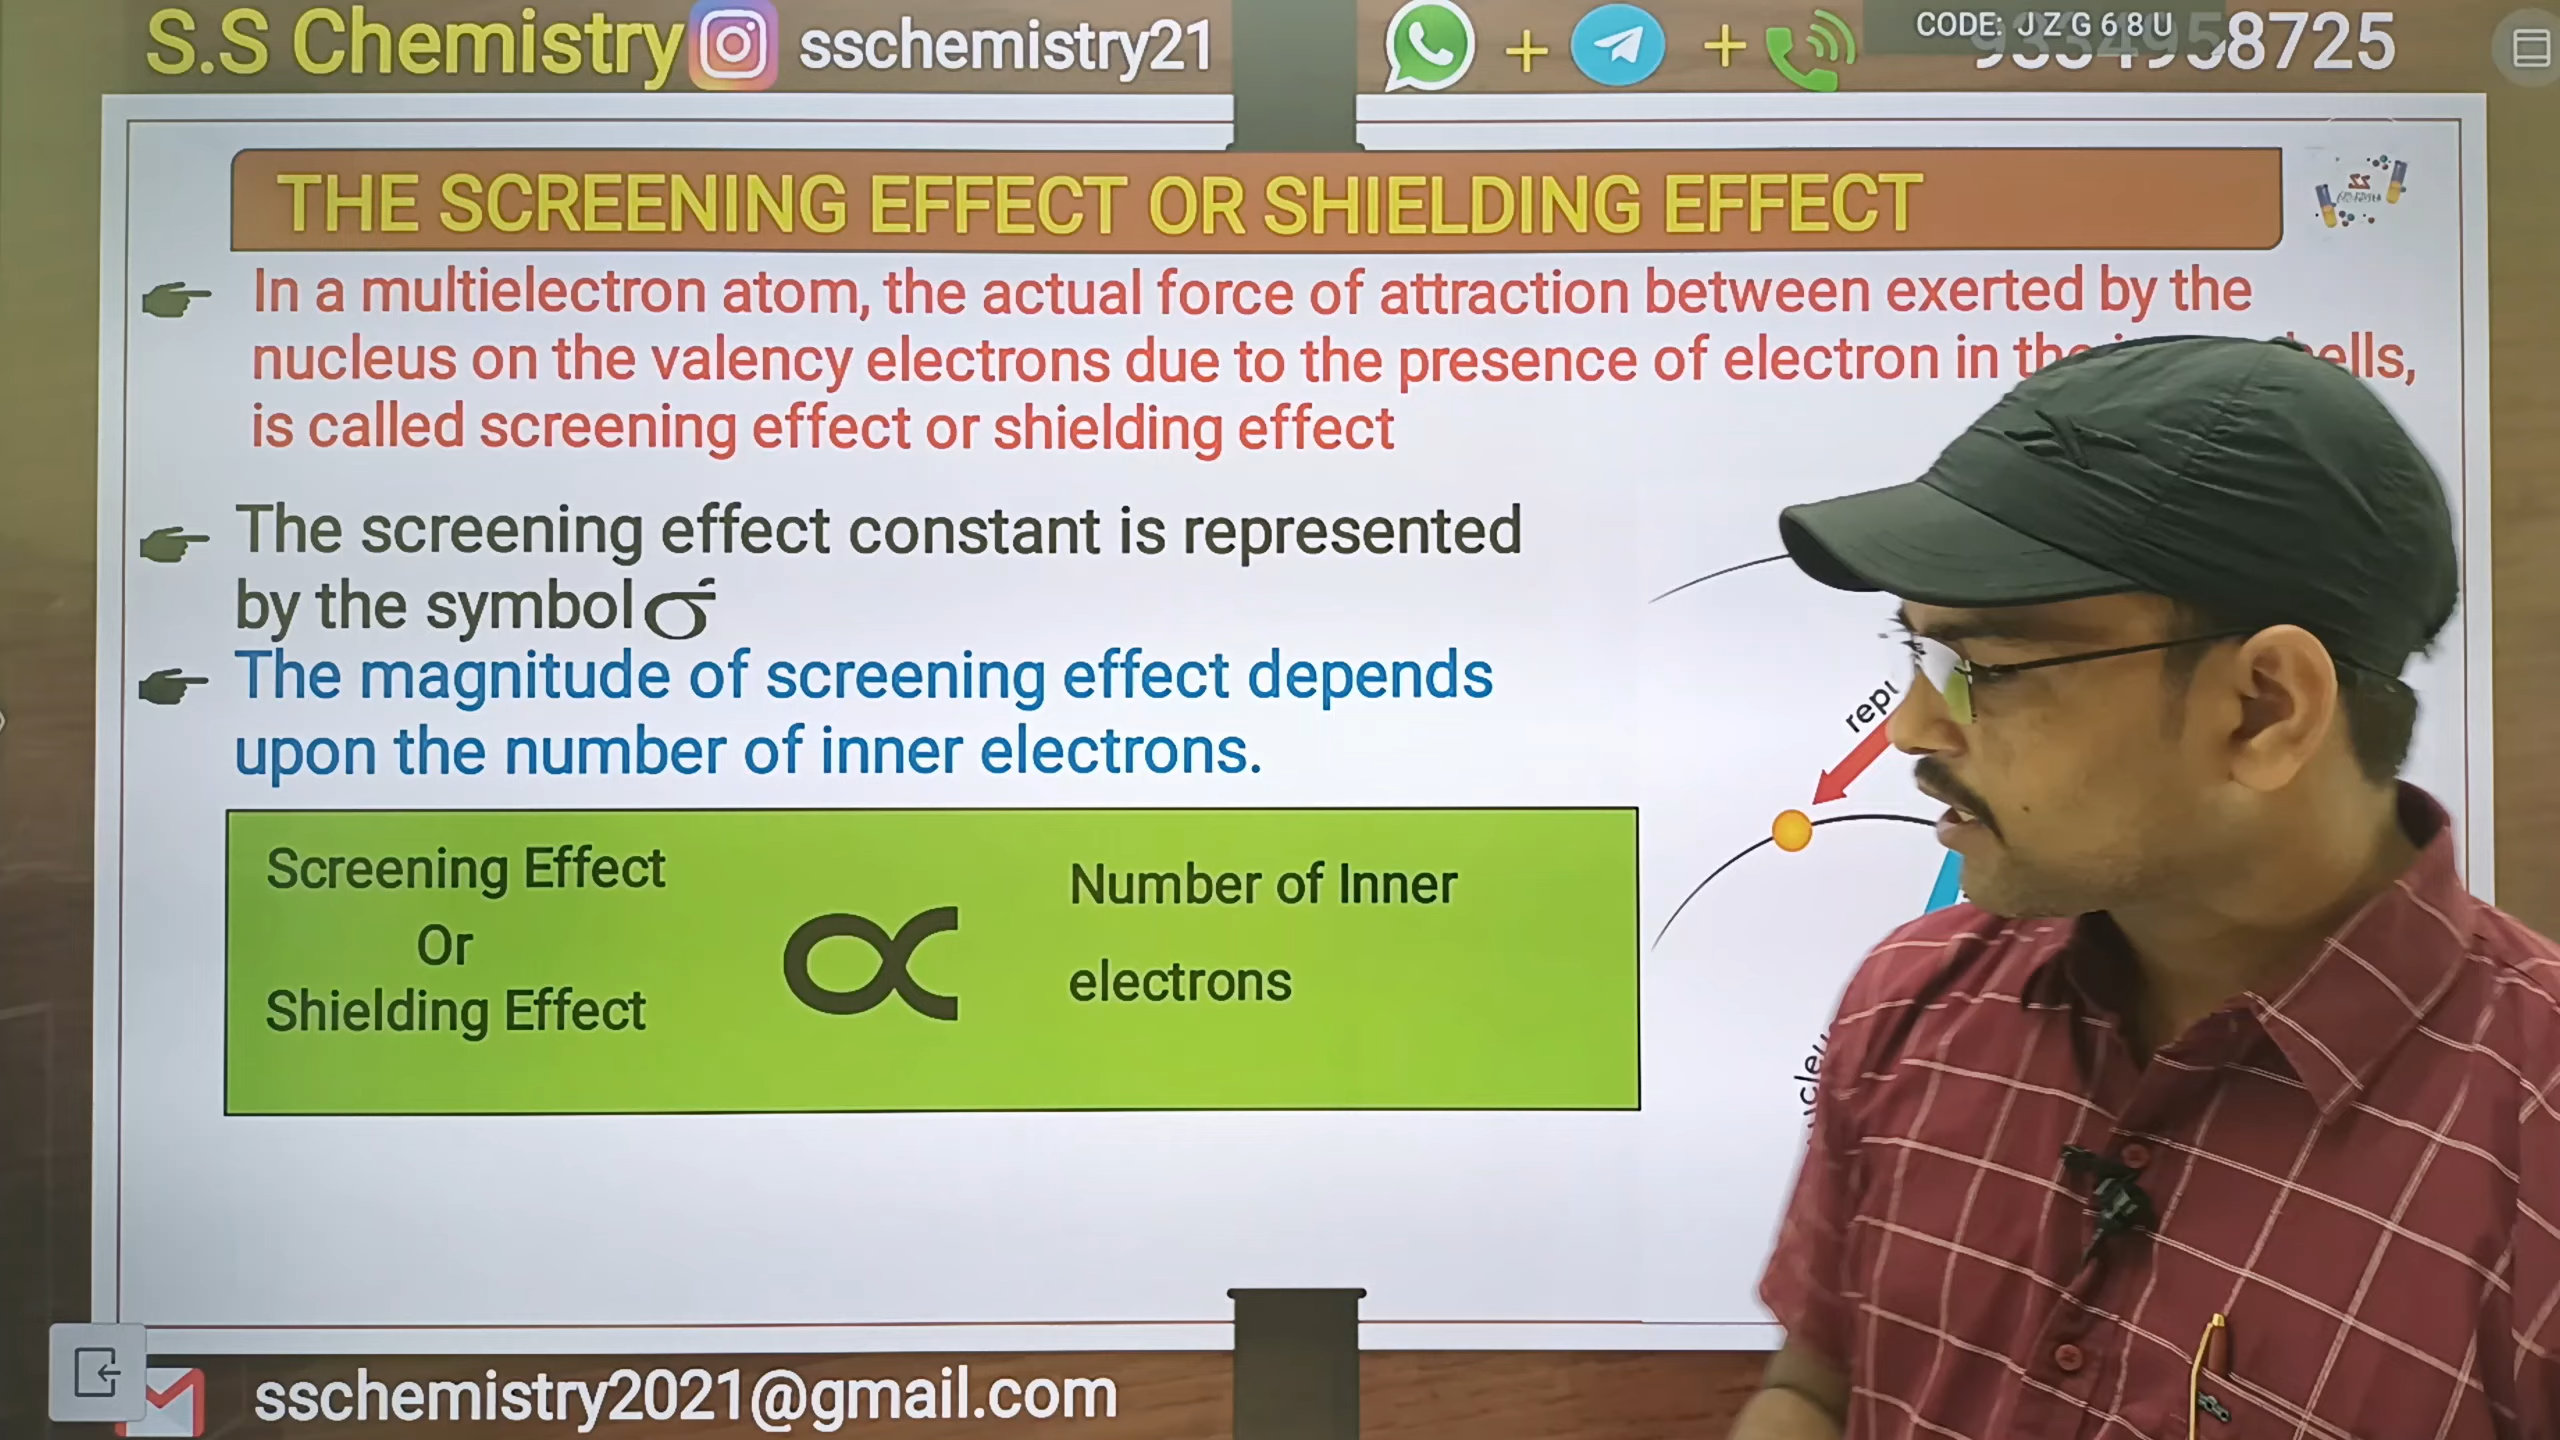 S.S Chemistry
sschemistry21
+ +
CODE: JZG68U
8725
THE SCREENING EFFECT OR SHIELDING EFFECT
In a multielectron atom, the actual force of attraction between exerted by the
nucleus on the valency electrons due to the presence of electron in
is called screening effect or shielding effect
The screening effect constant is represented
by the symbol σ
The magnitude of screening effect depends
upon the number of inner electrons.
Screening Effect
Or
Shielding Effect
∝
Number of Inner
electrons
sschemistry2021@gmail.com